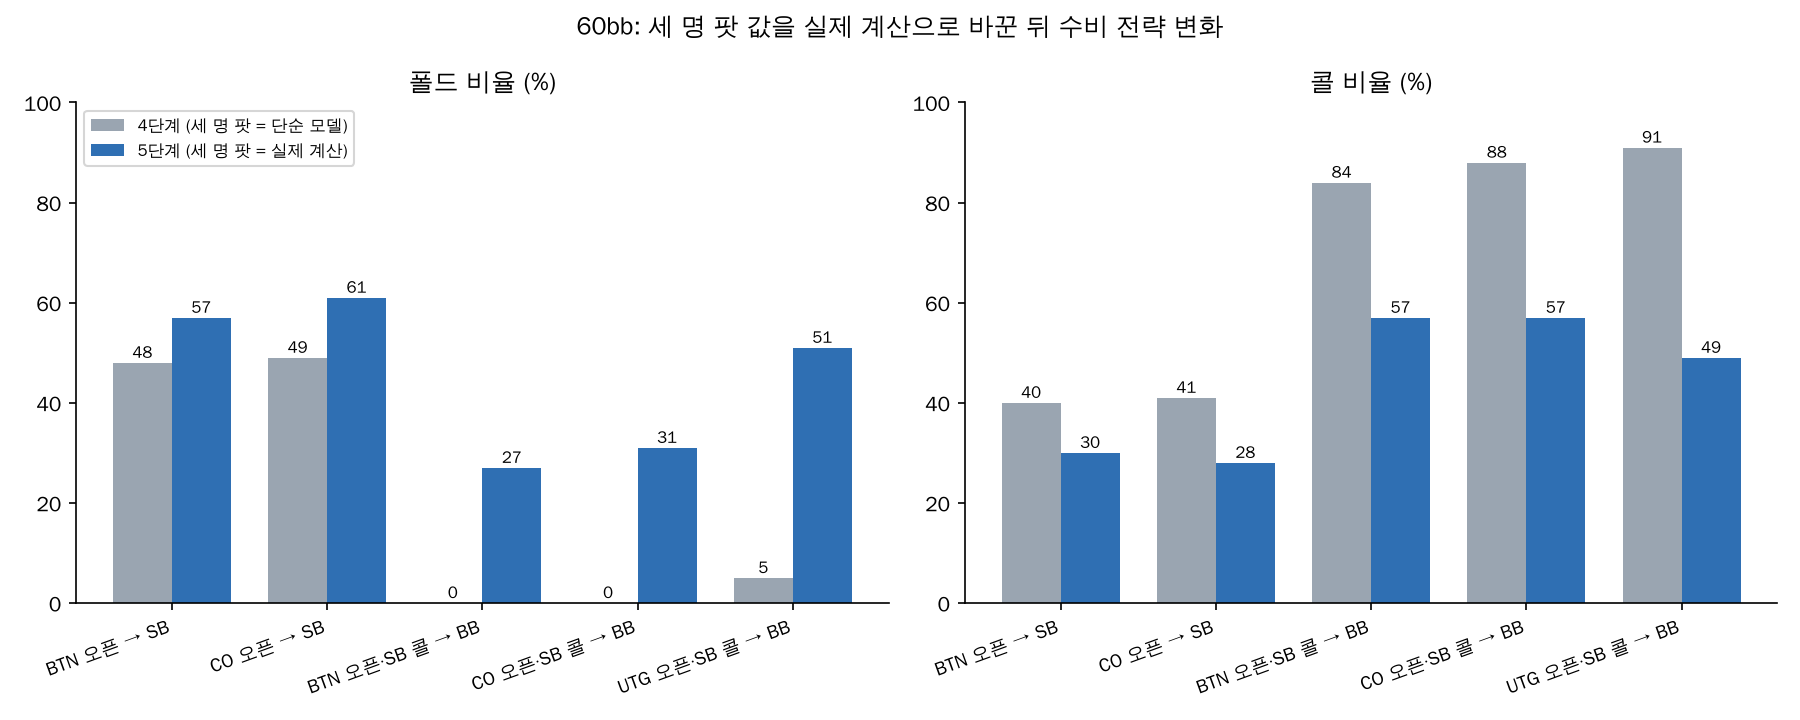 60bb: 세 명 팟 값을 실제 계산으로 바꾼 뒤 수비 전략 변화
폴드 비율 (%)
100
80
60
40
20
0
4단계 (세 명 팟 = 단순 모델)
5단계 (세 명 팟 = 실제 계산)
48
57
49
61
0
27
0
31
5
51
BTN 오픈 → SB
CO 오픈 → SB
BTN 오픈·SB 콜 → BB
CO 오픈·SB 콜 → BB
UTG 오픈·SB 콜 → BB
콜 비율 (%)
100
80
60
40
20
0
40
30
41
28
84
57
88
57
91
49
BTN 오픈 → SB
CO 오픈 → SB
BTN 오픈·SB 콜 → BB
CO 오픈·SB 콜 → BB
UTG 오픈·SB 콜 → BB